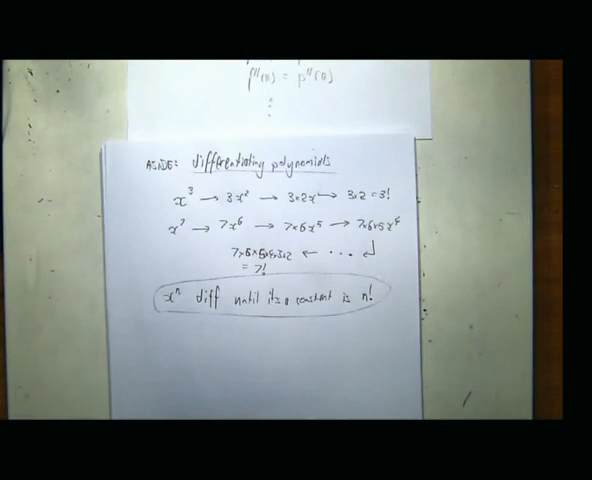 f''(0) = p''(0)
⋮
ASIDE: differentiating polynomials
x³ → 3x² → 3×2x → 3×2 = 3!
x⁷ → 7x⁶ → 7×6x⁵ → 7×6×5x⁴
7×6×5×4×3×2 ← ... ↵
= 7!
xⁿ diff until its a constant is n!